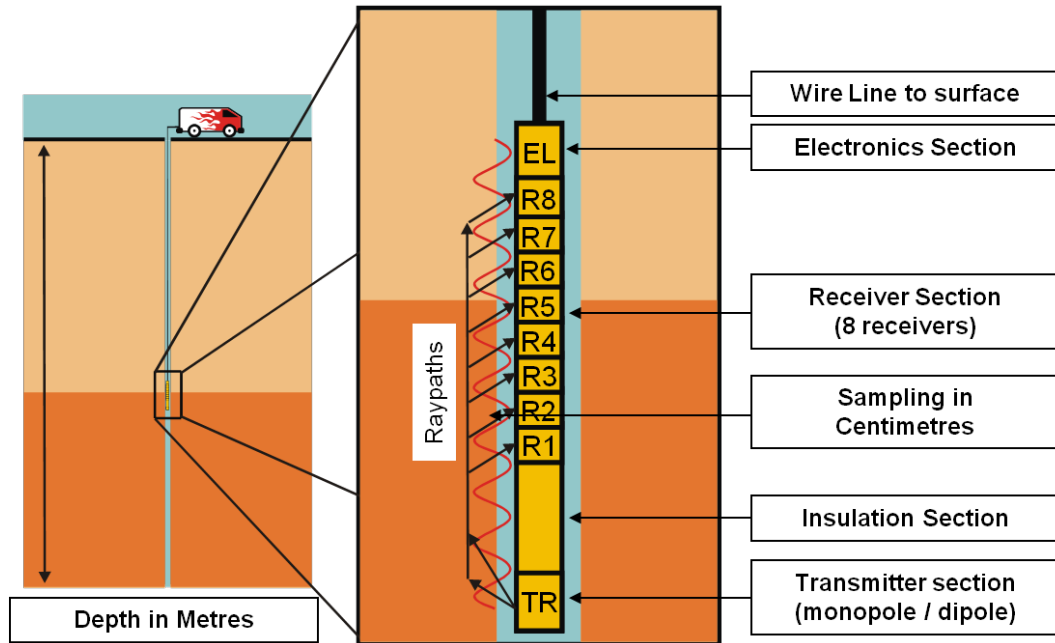 Depth in Metres
Raypaths
EL
R8
R7
R6
R5
R4
R3
R2
R1
TR
Wire Line to surface
Electronics Section
Receiver Section
(8 receivers)
Sampling in
Centimetres
Insulation Section
Transmitter section
(monopole / dipole)